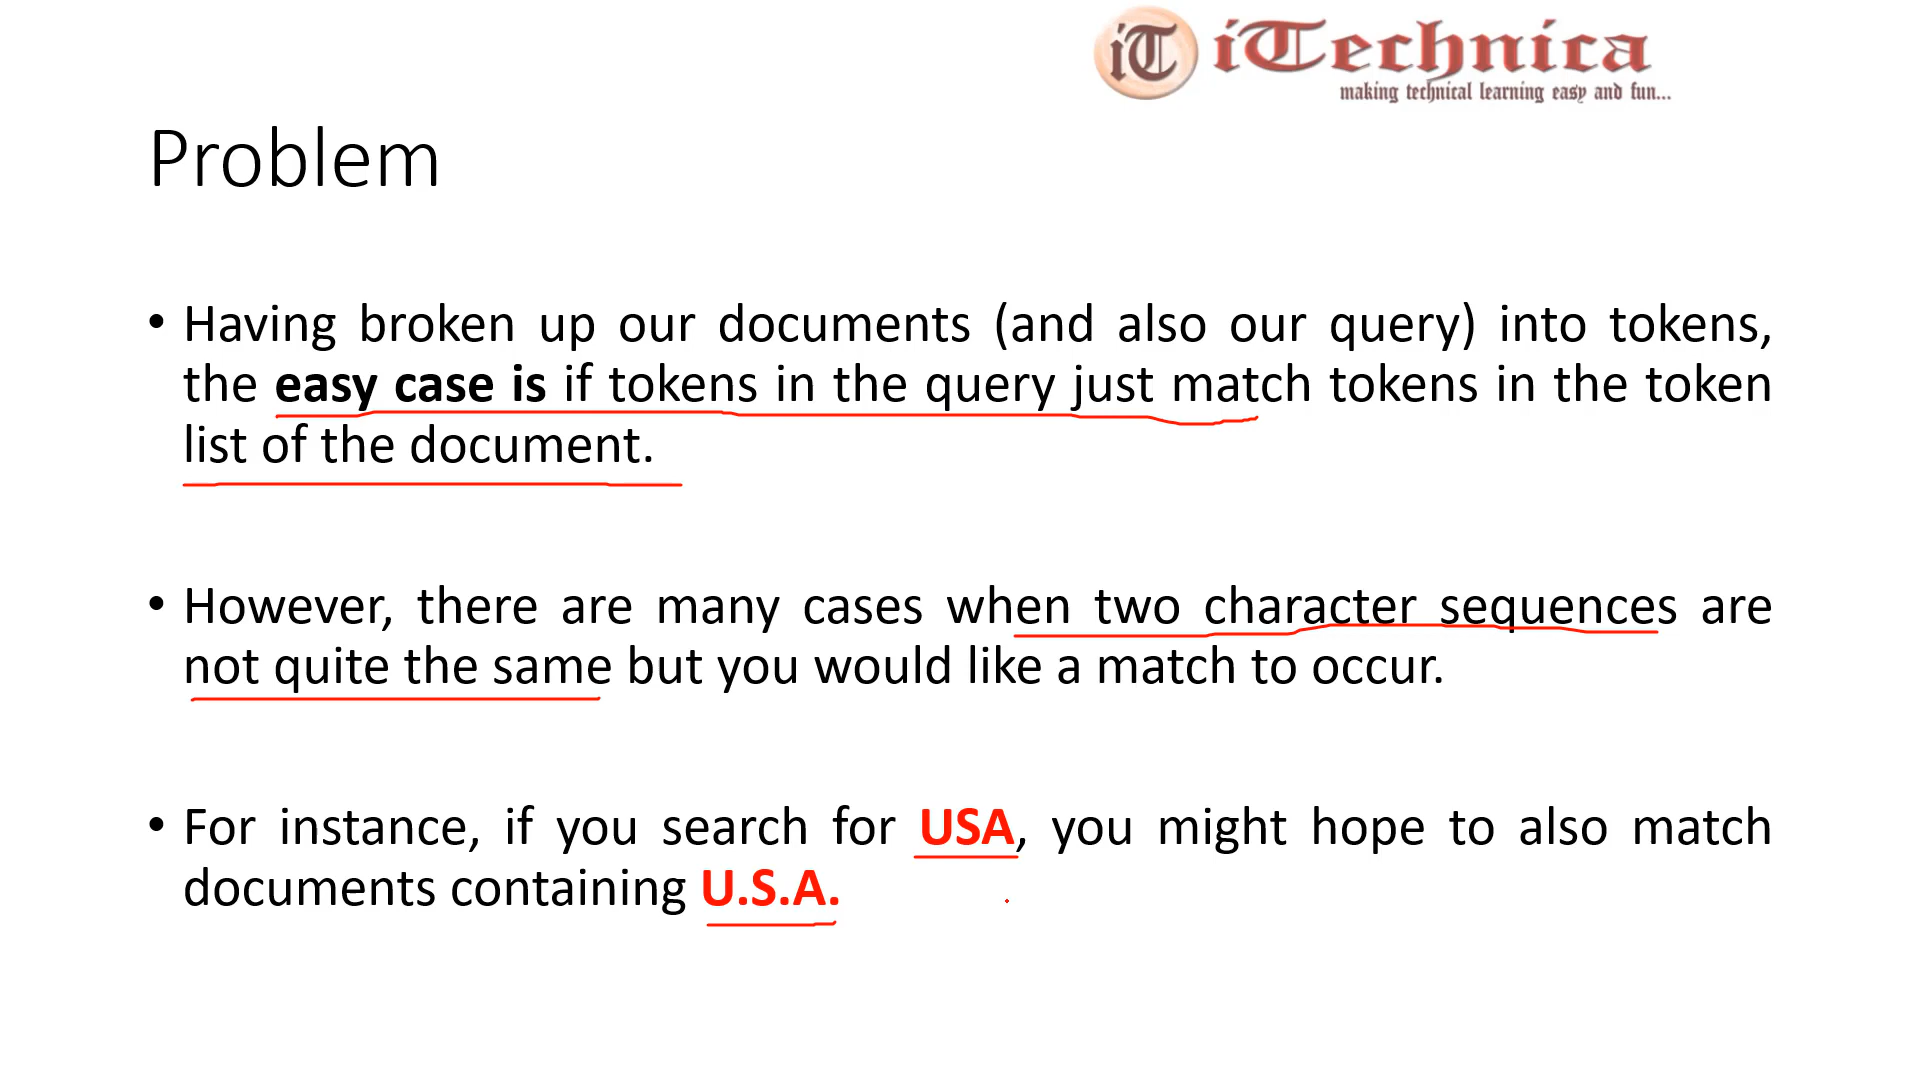 iT iTechnica
making technical learning easy and fun...
Problem
• Having broken up our documents (and also our query) into tokens,
the easy case is if tokens in the query just match tokens in the token
list of the document.
• However, there are many cases when two character sequences are
not quite the same but you would like a match to occur.
• For instance, if you search for USA, you might hope to also match
documents containing U.S.A.